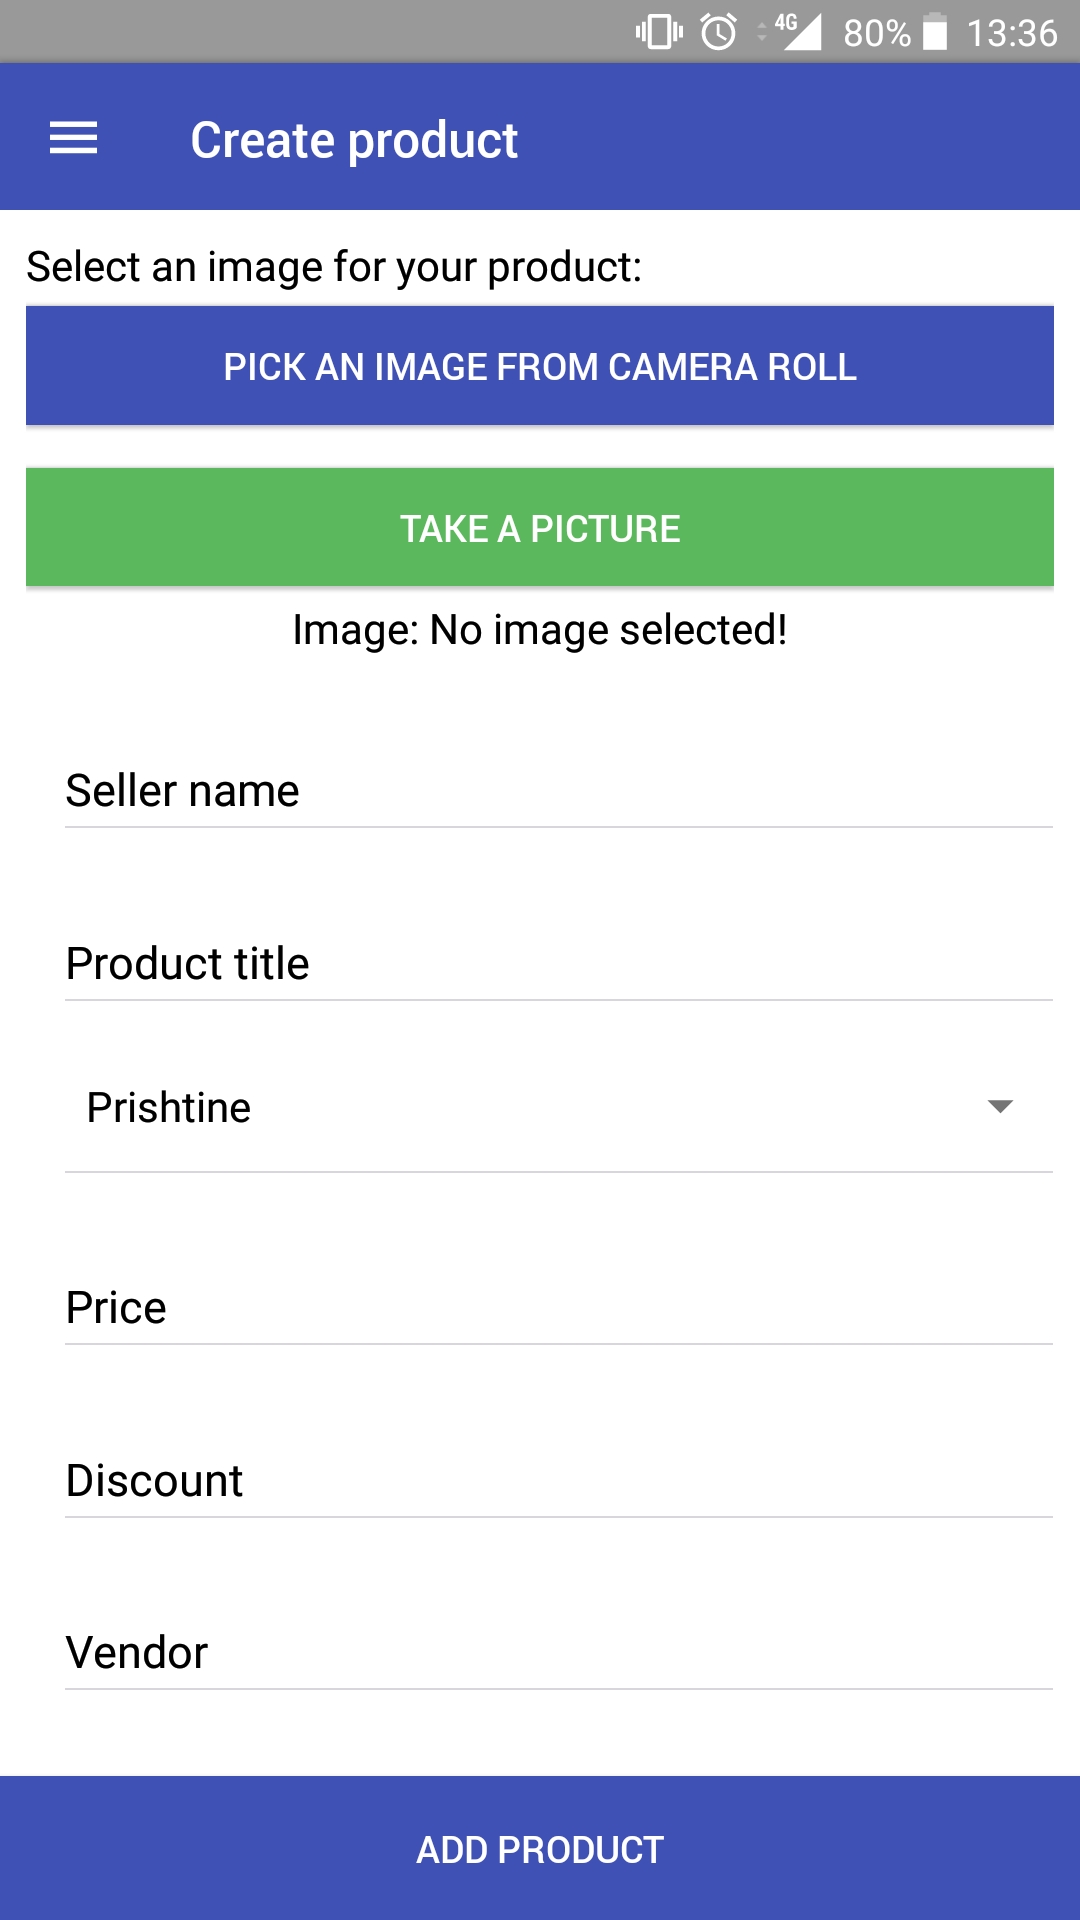 4G 80% 13:36
Create product
Select an image for your product:
PICK AN IMAGE FROM CAMERA ROLL
TAKE A PICTURE
Image: No image selected!
Seller name
Product title
Prishtine
Price
Discount
Vendor
ADD PRODUCT